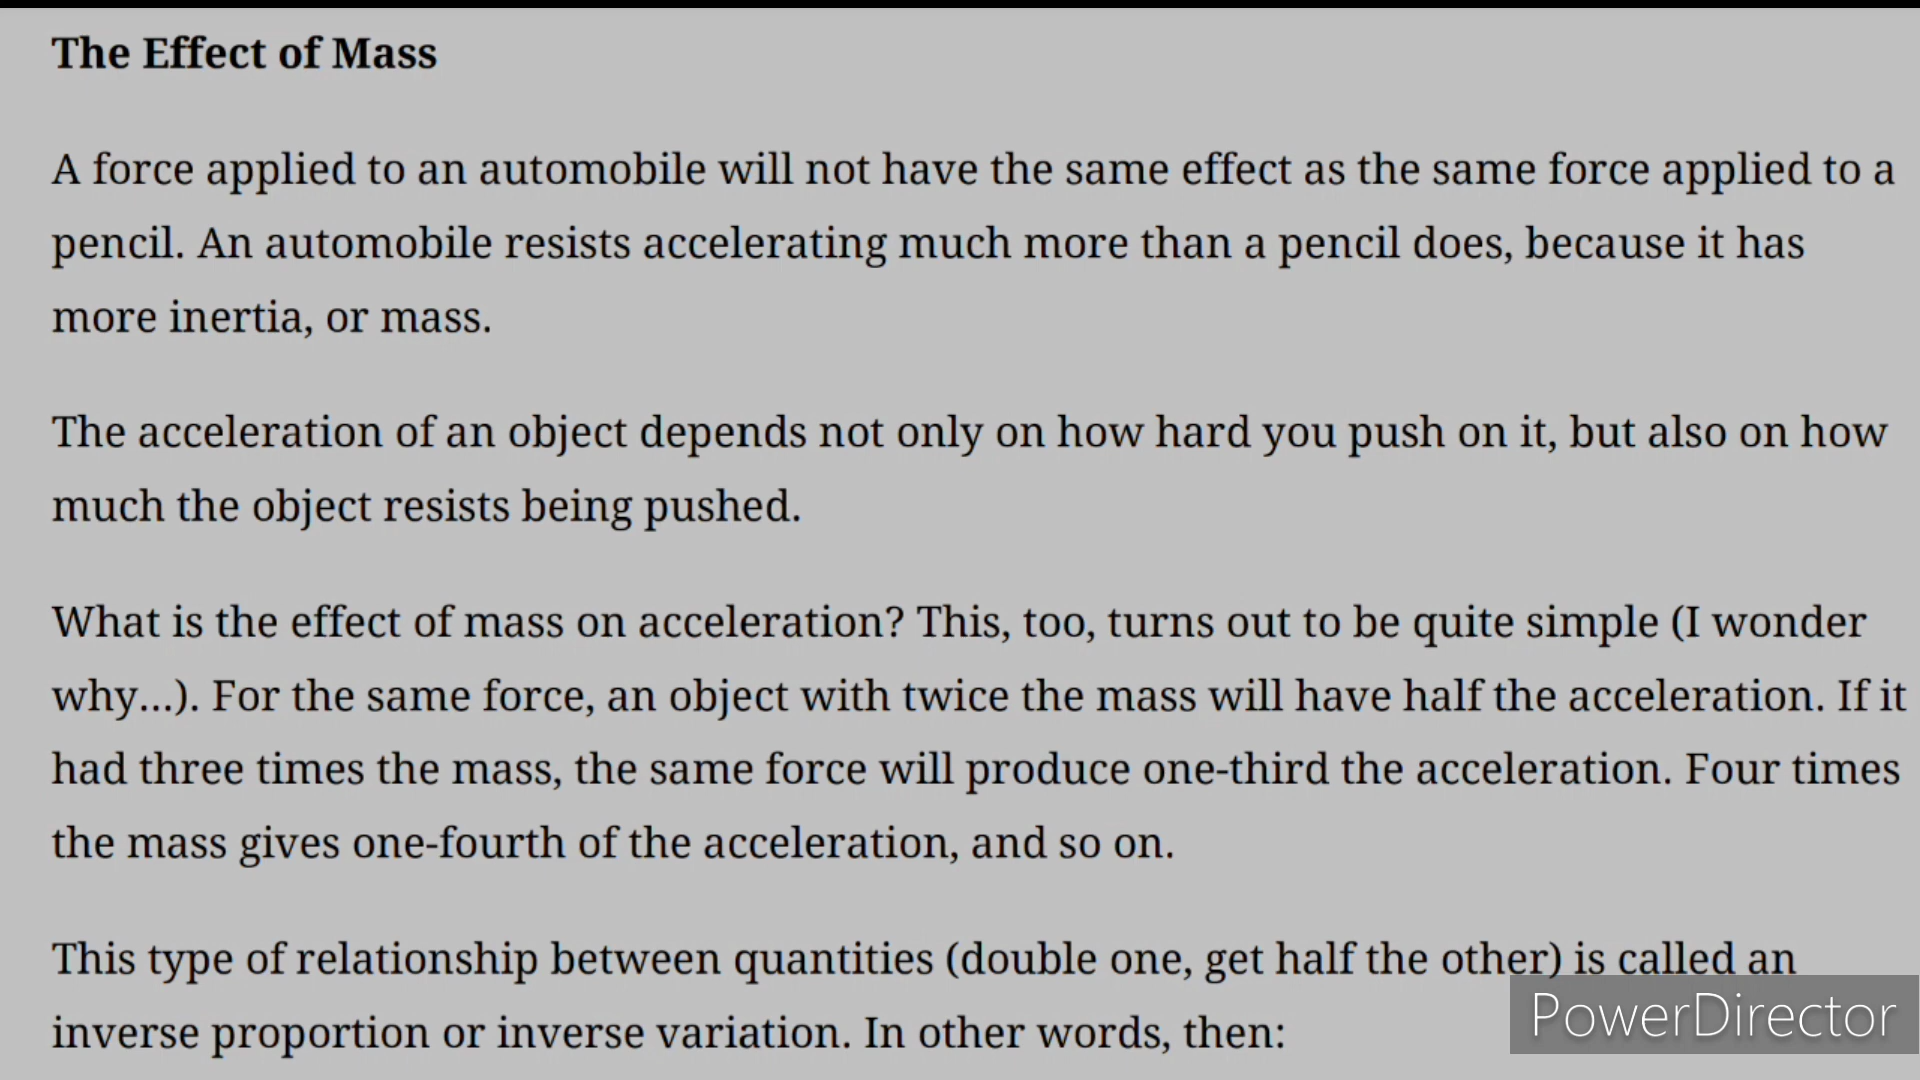 The Effect of Mass
A force applied to an automobile will not have the same effect as the same force applied to a
pencil. An automobile resists accelerating much more than a pencil does, because it has
more inertia, or mass.
The acceleration of an object depends not only on how hard you push on it, but also on how
much the object resists being pushed.
What is the effect of mass on acceleration? This, too, turns out to be quite simple (I wonder
why...). For the same force, an object with twice the mass will have half the acceleration. If it
had three times the mass, the same force will produce one-third the acceleration. Four times
the mass gives one-fourth of the acceleration, and so on.
This type of relationship between quantities (double one, get half the other) is called an
inverse proportion or inverse variation. In other words, then:
PowerDirector